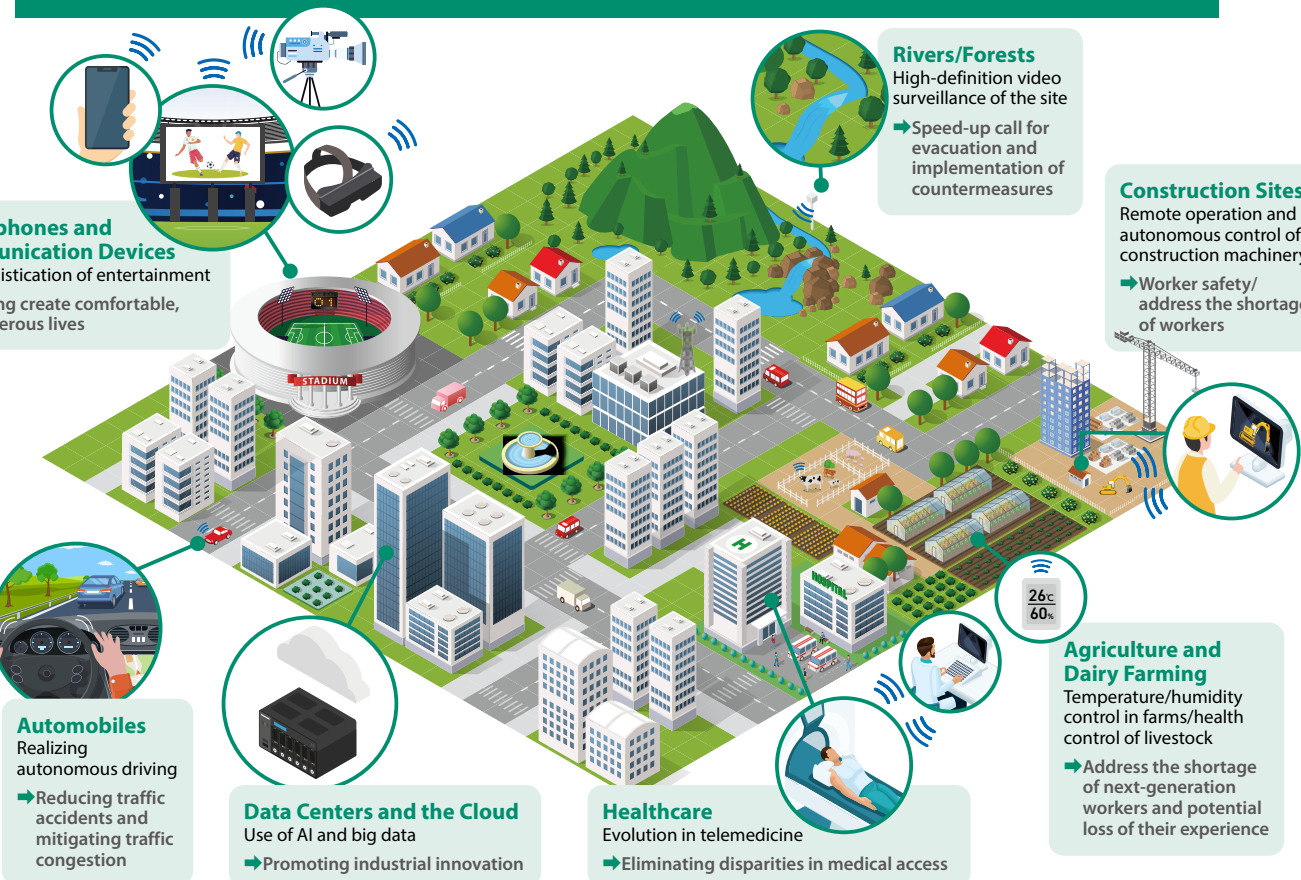 Rivers/Forests
High-definition video
surveillance of the site
➡Speed-up call for
evacuation and
implementation of
countermeasures
Construction Sites
Remote operation and
autonomous control of
construction machinery
➡Worker safety/
address the shortage
of workers
phones and
unication Devices
istication of entertainment
ng create comfortable,
erous lives
01
STADIUM
H
HOSPITAL
26℃
60%
Agriculture and
Dairy Farming
Temperature/humidity
control in farms/health
control of livestock
➡Address the shortage
of next-generation
workers and potential
loss of their experience
Automobiles
Realizing
autonomous driving
➡Reducing traffic
accidents and
mitigating traffic
congestion
Data Centers and the Cloud
Use of AI and big data
➡Promoting industrial innovation
Healthcare
Evolution in telemedicine
➡Eliminating disparities in medical access